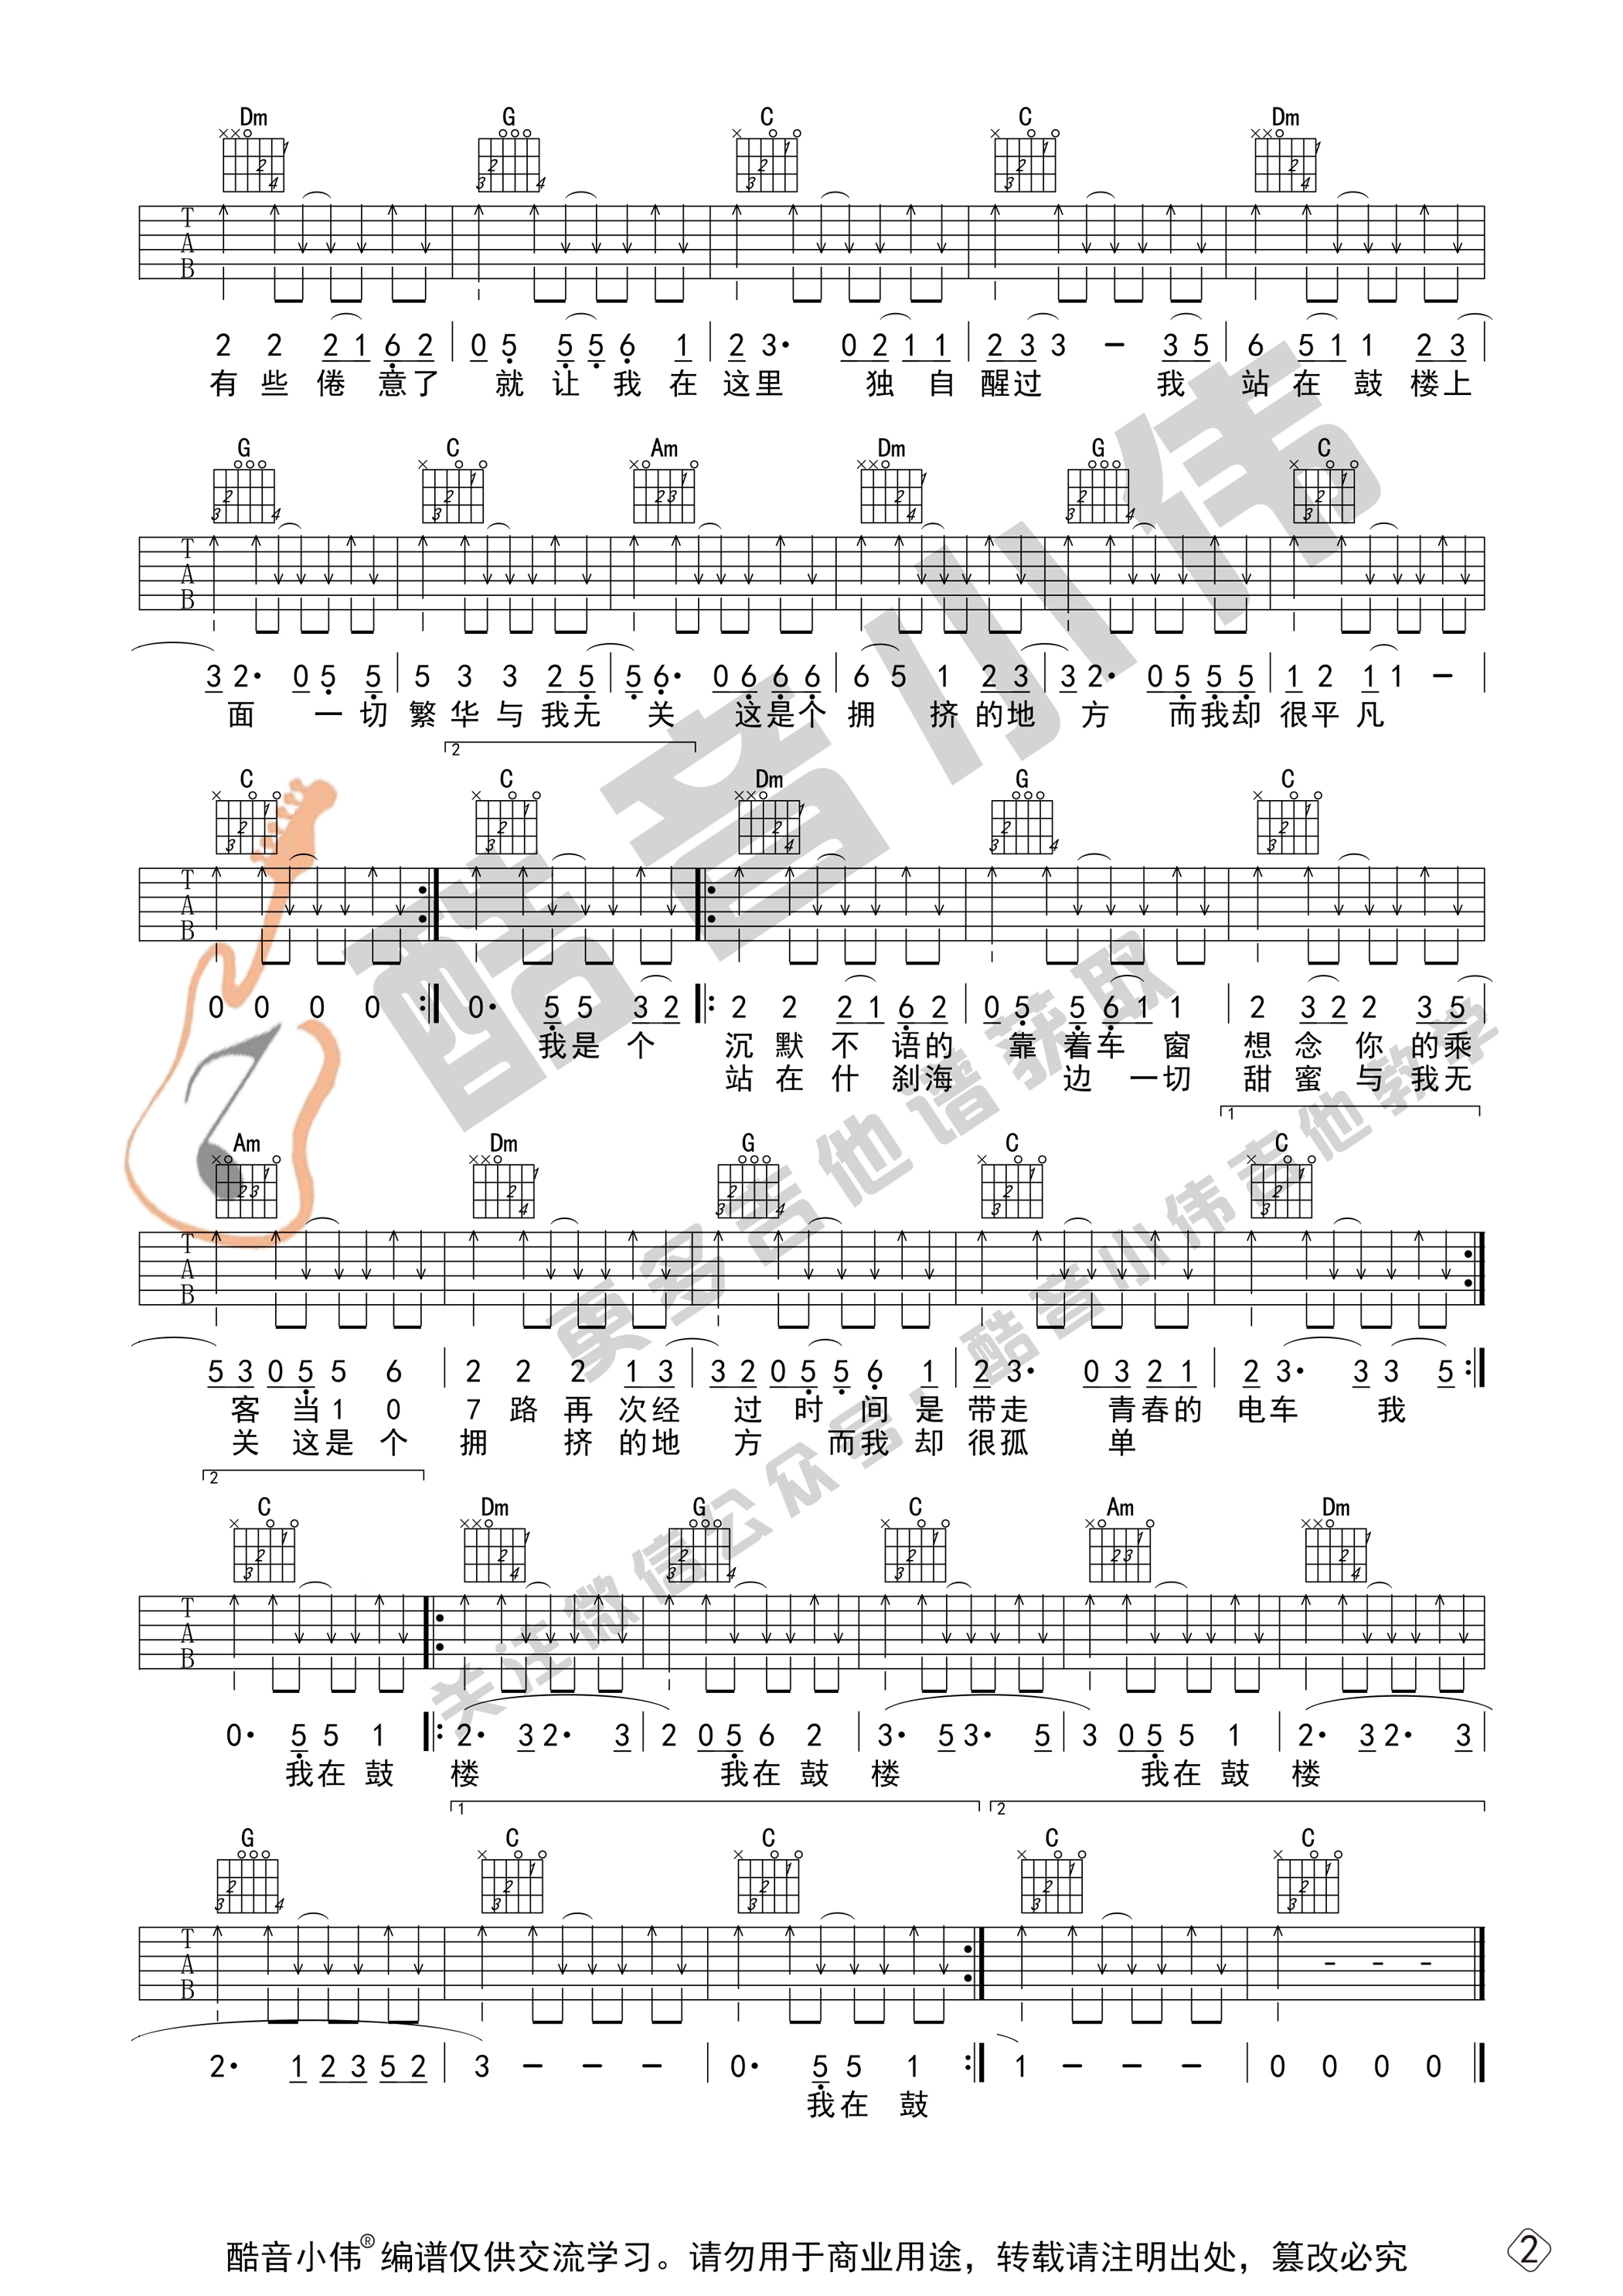 Dm G C C Dm
T A B
2 2 2 1 6 2 | 0 5 5 5 6 1 | 2 3· 0 2 1 1 | 2 3 3 - 3 5 | 6 5 1 1 2 3 |
有 些 倦 意了 就 让 我 在 这里 独 自 醒过 我 站 在 鼓 楼上
G C Am Dm G C
T A B
3 2· 0 5 5 | 5 3 3 2 5 | 5 6· 0 6 6 6 | 6 5 1 2 3 | 3 2· 0 5 5 5 | 1 2 1 1 - |
面 一 切 繁 华 与 我无 关 这是个 拥 挤 的地 方 而我却 很平 凡
2
C C Dm G C
T A B
0 0 0 0 :| 0· 5 5 3 2 |: 2 2 2 1 6 2 | 0 5 5 6 1 1 | 2 3 2 2 3 5 |
我是 个 沉 默 不 语的 靠 着车 窗 想 念 你 的乘
站 在 什 刹海 边 一切 甜 蜜 与 我无
1
Am Dm G C C
T A B
5 3 0 5 5 6 | 2 2 2 1 3 | 3 2 0 5 5 6 1 | 2 3· 0 3 2 1 | 2 3· 3 3 5 :|
客 当1 0 7 路 再 次经 过 时 间 是 带走 青春的 电车 我
关 这是 个 拥 挤 的地 方 而我 却 很孤 单
2
C Dm G C Am Dm
T A B
0· 5 5 1 |: 2· 3 2· 3 | 2 0 5 6 2 | 3· 5 3· 5 | 3 0 5 5 1 | 2· 3 2· 3 |
我在 鼓 楼 我在 鼓 楼 我在 鼓 楼
1 2
G C C C C
T A B
2· 1 2 3 5 2 | 3 - - - | 0· 5 5 1 :| 1 - - - | 0 0 0 0 ‖
我在 鼓
酷音小伟
更多吉他谱获取
关注微信公众号：酷音小伟吉他教学
酷音小伟® 编谱仅供交流学习。请勿用于商业用途，转载请注明出处，篡改必究
2